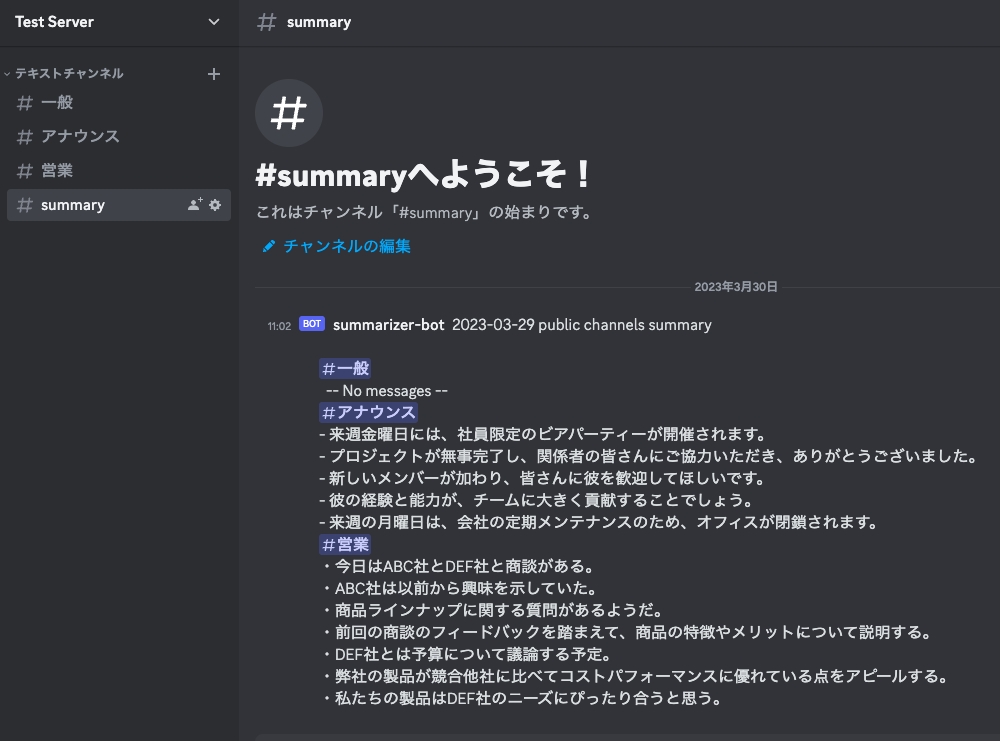 Test Server
テキストチャンネル
一般
アナウンス
営業
summary
summary
#summaryへようこそ！
これはチャンネル「#summary」の始まりです。
チャンネルの編集
2023年3月30日
11:02 BOT summarizer-bot 2023-03-29 public channels summary
#一般
-- No messages --
#アナウンス
- 来週金曜日には、社員限定のビアパーティーが開催されます。
- プロジェクトが無事完了し、関係者の皆さんにご協力いただき、ありがとうございました。
- 新しいメンバーが加わり、皆さんに彼を歓迎してほしいです。
- 彼の経験と能力が、チームに大きく貢献することでしょう。
- 来週の月曜日は、会社の定期メンテナンスのため、オフィスが閉鎖されます。
#営業
・今日はABC社とDEF社と商談がある。
・ABC社は以前から興味を示していた。
・商品ラインナップに関する質問があるようだ。
・前回の商談のフィードバックを踏まえて、商品の特徴やメリットについて説明する。
・DEF社とは予算について議論する予定。
・弊社の製品が競合他社に比べてコストパフォーマンスに優れている点をアピールする。
・私たちの製品はDEF社のニーズにぴったり合うと思う。